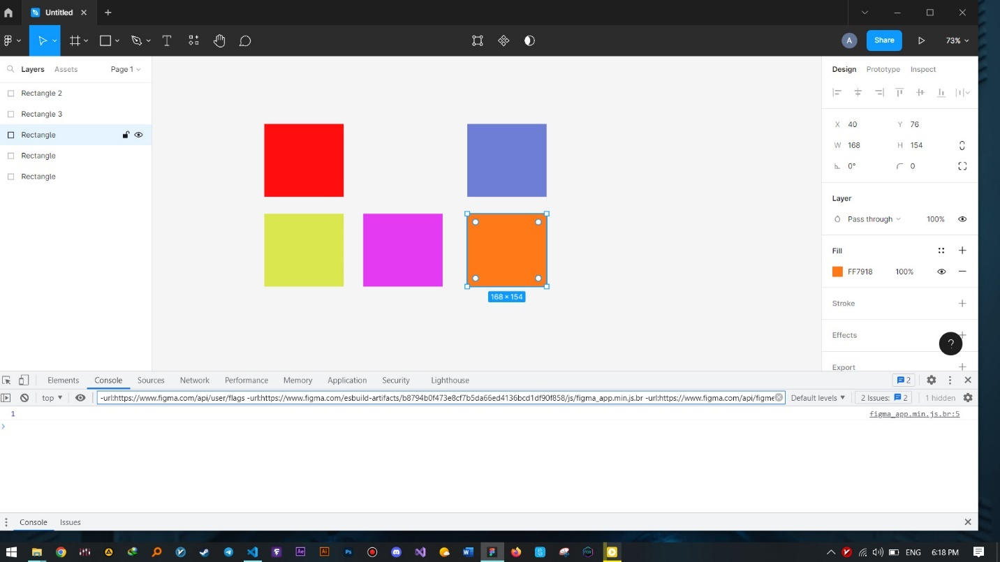 Untitled
A
Share
73%
Layers
Assets
Page 1
Rectangle 2
Rectangle 3
Rectangle
Rectangle
Rectangle
168 × 154
Design
Prototype
Inspect
X 40
Y 76
W 168
H 154
0°
0
Layer
Pass through
100%
Fill
FF7918
100%
Stroke
Effects
?
Export
Elements
Console
Sources
Network
Performance
Memory
Application
Security
Lighthouse
2
top
-url:https://www.figma.com/api/user/flags -url:https://www.figma.com/esbuild-artifacts/b8794b0f473e8cf7b5da66ed4136bcd1df90f858/js/figma_app.min.js.br -url:https://www.figma.com/api/figme
Default levels
2 Issues:
2
1 hidden
1
figma_app.min.js.br:5
Console
Issues
Ae
Ai
Ps
ENG
6:18 PM